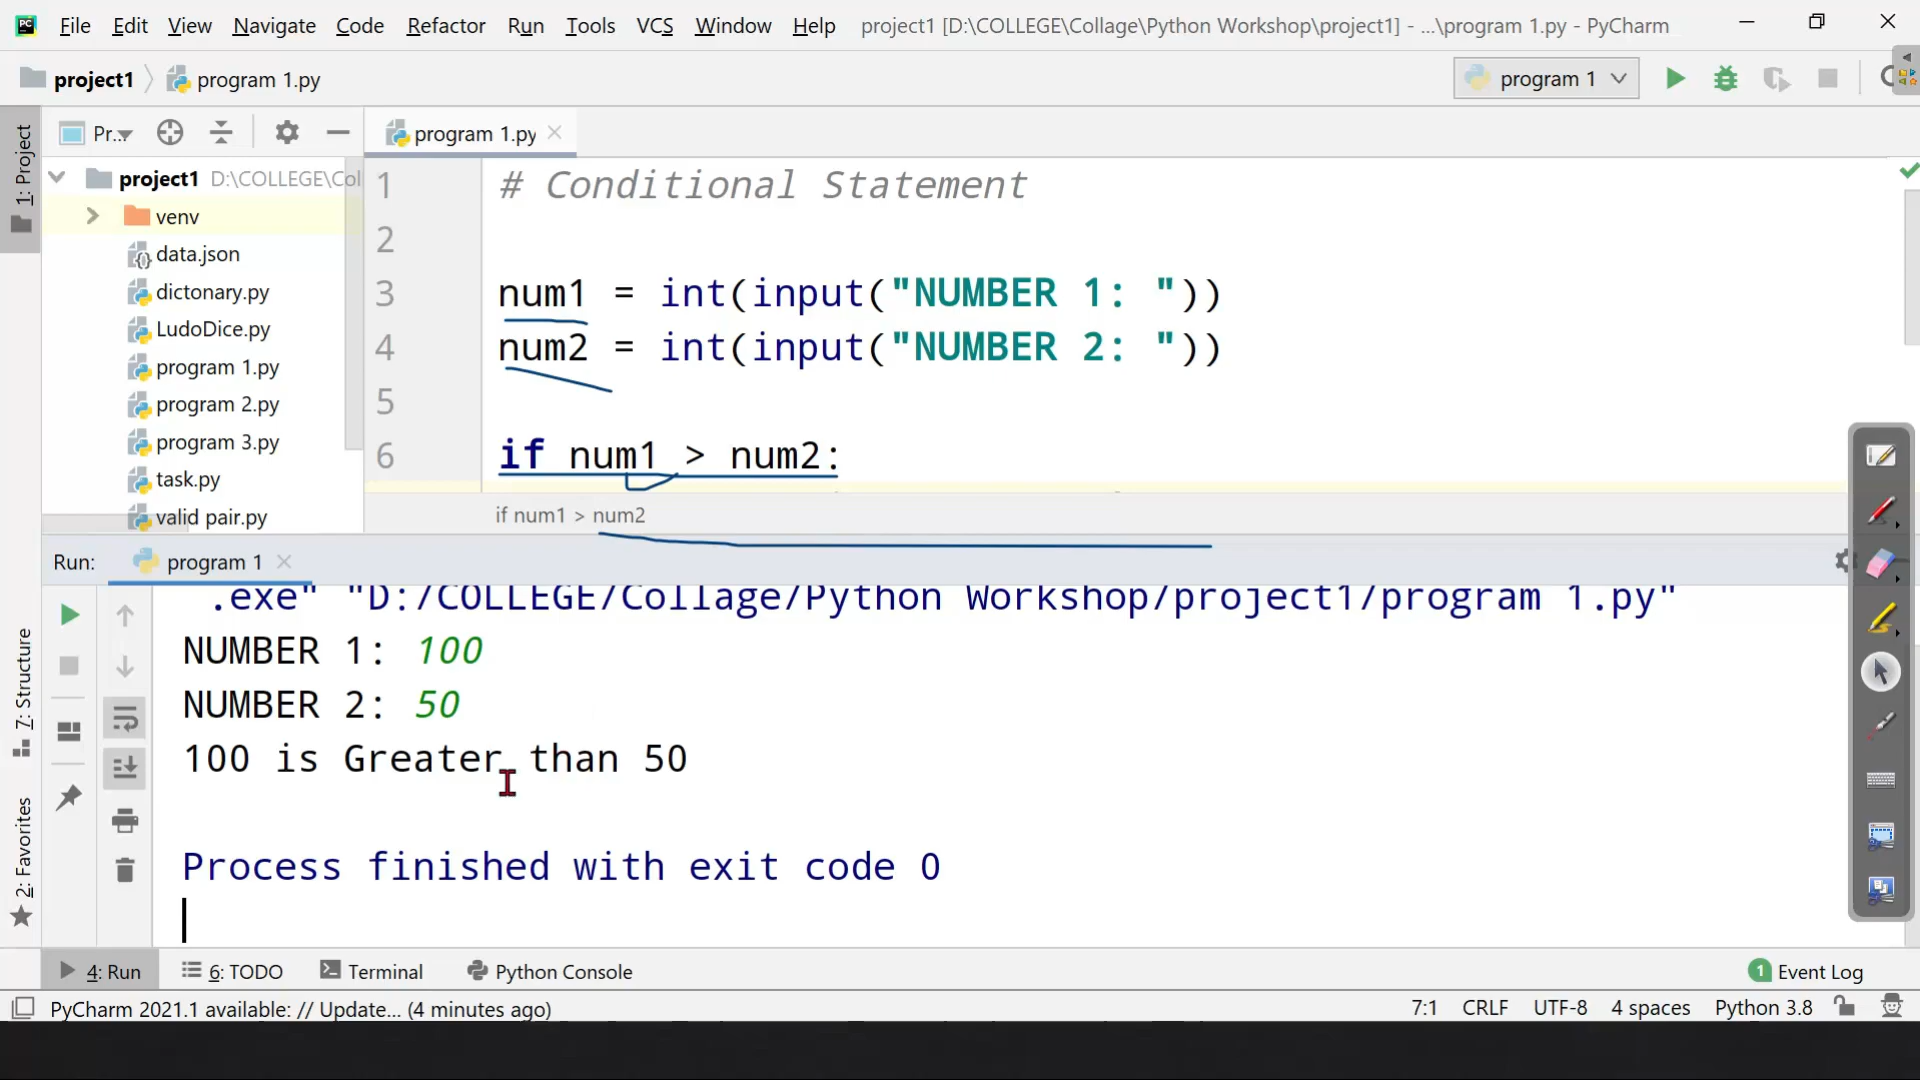 File Edit View Navigate Code Refactor Run Tools VCS Window Help project1 [D:\COLLEGE\Collage\Python Workshop\project1] - ...\program 1.py - PyCharm
project1 program 1.py program 1
1: Project
Pr... program 1.py
project1 D:\COLLEGE\Col
venv
data.json
dictonary.py
LudoDice.py
program 1.py
program 2.py
program 3.py
task.py
valid pair.py
1 # Conditional Statement
2
3 num1 = int(input("NUMBER 1: "))
4 num2 = int(input("NUMBER 2: "))
5
6 if num1 > num2:
if num1 > num2
Run: program 1
.exe" "D:/COLLEGE/Collage/Python Workshop/project1/program 1.py"
NUMBER 1: 100
NUMBER 2: 50
100 is Greater than 50
Process finished with exit code 0
7: Structure
2: Favorites
4: Run 6: TODO Terminal Python Console 1 Event Log
PyCharm 2021.1 available: // Update... (4 minutes ago) 7:1 CRLF UTF-8 4 spaces Python 3.8